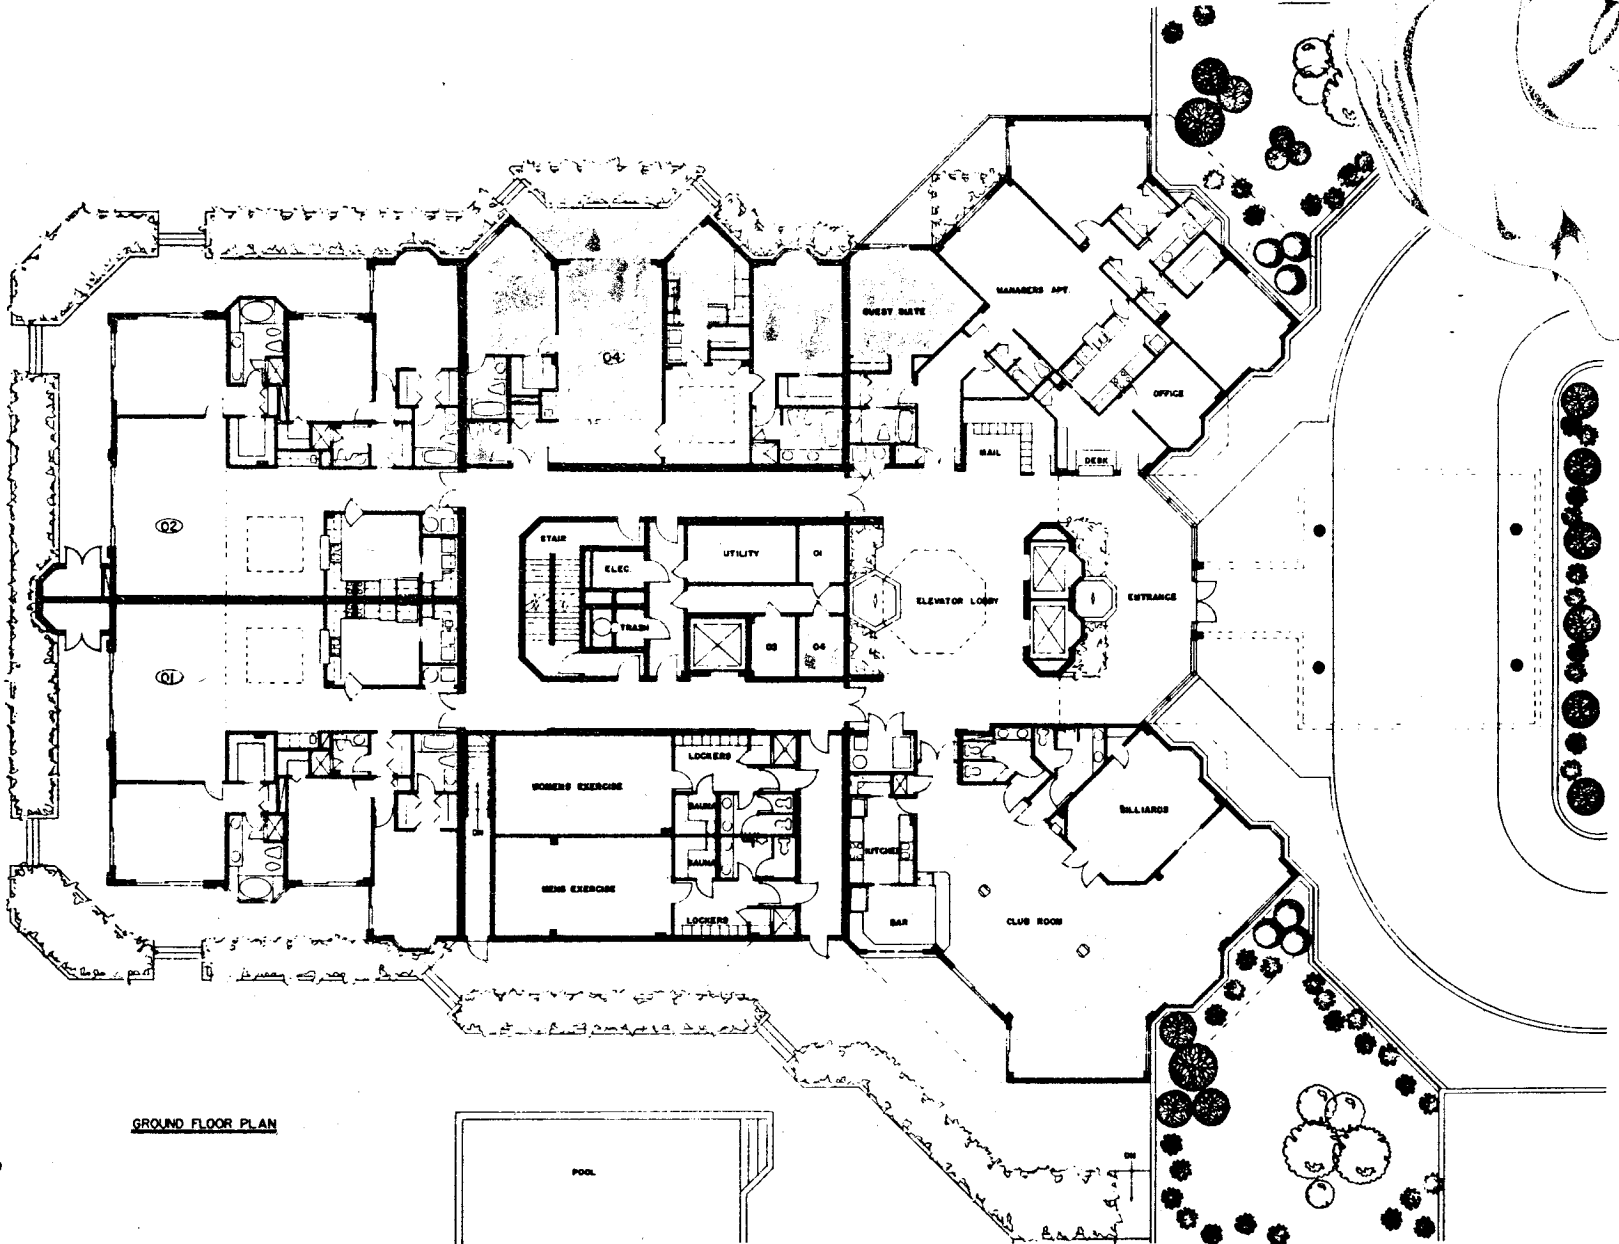 MANAGERS APT.
GUEST SUITE
04
OFFICE
MAIL
DESK
02
STAIR
UTILITY
01
ELEC.
ELEVATOR LOBBY
ENTRANCE
TRASH
03
04
01
LOCKERS
WOMENS EXERCISE
SAUNA
BILLIARDS
KITCHEN
SAUNA
MENS EXERCISE
LOCKERS
BAR
CLUB ROOM
GROUND FLOOR PLAN
POOL
DN